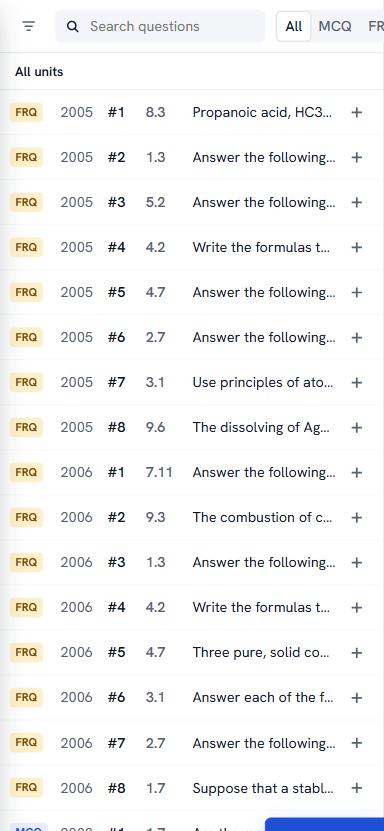 Search questions All MCQ FR
All units
FRQ 2005 #1 8.3 Propanoic acid, HC3...
FRQ 2005 #2 1.3 Answer the following...
FRQ 2005 #3 5.2 Answer the following...
FRQ 2005 #4 4.2 Write the formulas t...
FRQ 2005 #5 4.7 Answer the following...
FRQ 2005 #6 2.7 Answer the following...
FRQ 2005 #7 3.1 Use principles of ato...
FRQ 2005 #8 9.6 The dissolving of Ag...
FRQ 2006 #1 7.11 Answer the following...
FRQ 2006 #2 9.3 The combustion of c...
FRQ 2006 #3 1.3 Answer the following...
FRQ 2006 #4 4.2 Write the formulas t...
FRQ 2006 #5 4.7 Three pure, solid co...
FRQ 2006 #6 3.1 Answer each of the f...
FRQ 2006 #7 2.7 Answer the following...
FRQ 2006 #8 1.7 Suppose that a stabl...
MCQ #1 1.7